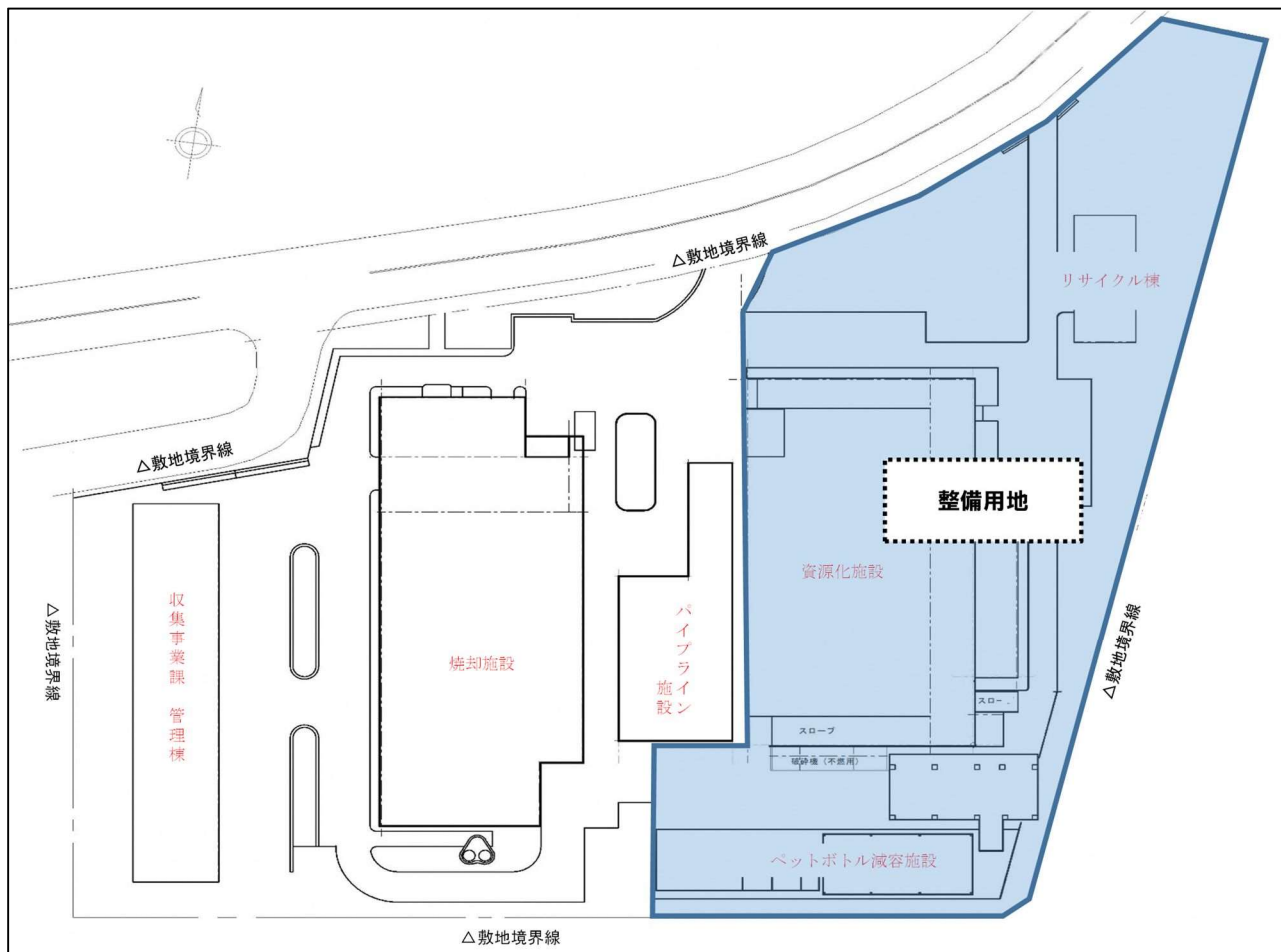 △敷地境界線
リサイクル棟
△敷地境界線
整備用地
資源化施設
収集事業課 管理棟
△敷地境界線
焼却施設
パイプライン
施設
△敷地境界線
スロー
スロープ
破砕機(不燃用)
ペットボトル減容施設
△敷地境界線